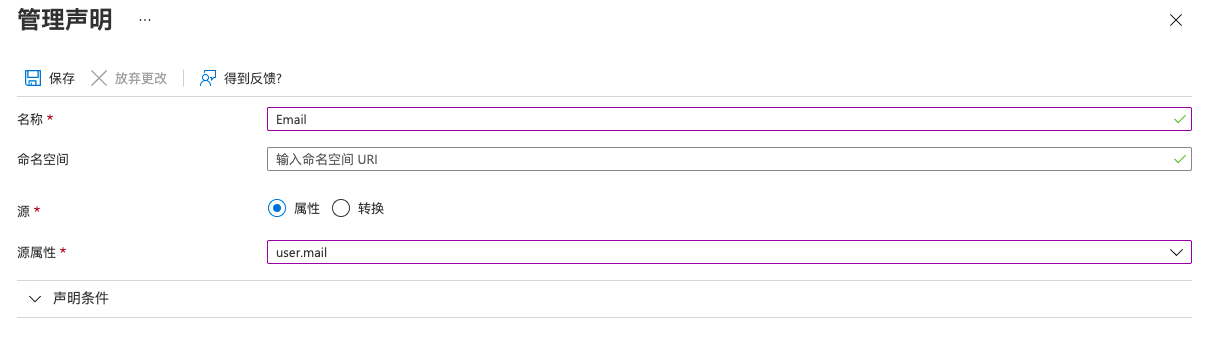 管理声明 ...
保存 放弃更改 得到反馈?
名称 * Email
命名空间 输入命名空间 URI
源 * 属性 转换
源属性 * user.mail
声明条件